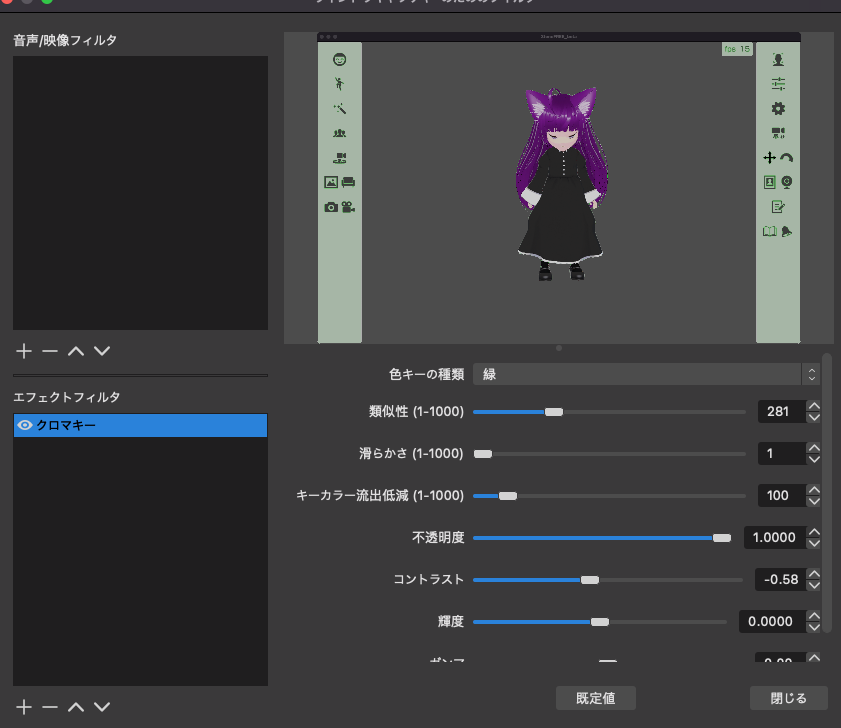 音声/映像フィルタ
fps 15
エフェクトフィルタ
クロマキー
色キーの種類 緑
類似性 (1-1000) 281
滑らかさ (1-1000) 1
キーカラー流出低減 (1-1000) 100
不透明度 1.0000
コントラスト -0.58
輝度 0.0000
既定値 閉じる